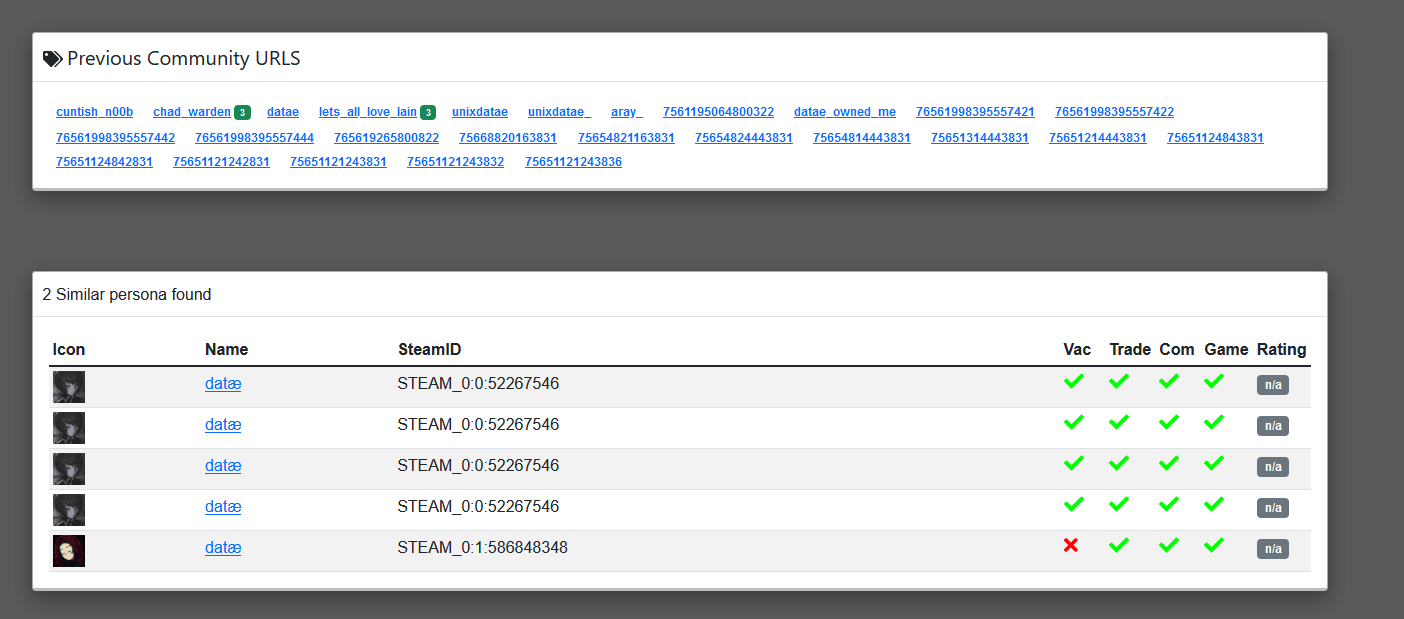 Previous Community URLS
cuntish_n00b chad_warden 3 datae lets_all_love_lain 3 unixdatae unixdatae_ aray_ 7561195064800322 datae_owned_me 76561998395557421 76561998395557422
76561998395557442 76561998395557444 765619265800822 75668820163831 75654821163831 75654824443831 75654814443831 75651314443831 75651214443831 75651124843831
75651124842831 75651121242831 75651121243831 75651121243832 75651121243836
2 Similar persona found
Icon Name SteamID Vac Trade Com Game Rating
datæ STEAM_0:0:52267546 n/a
datæ STEAM_0:0:52267546 n/a
datæ STEAM_0:0:52267546 n/a
datæ STEAM_0:0:52267546 n/a
datæ STEAM_0:1:586848348 n/a